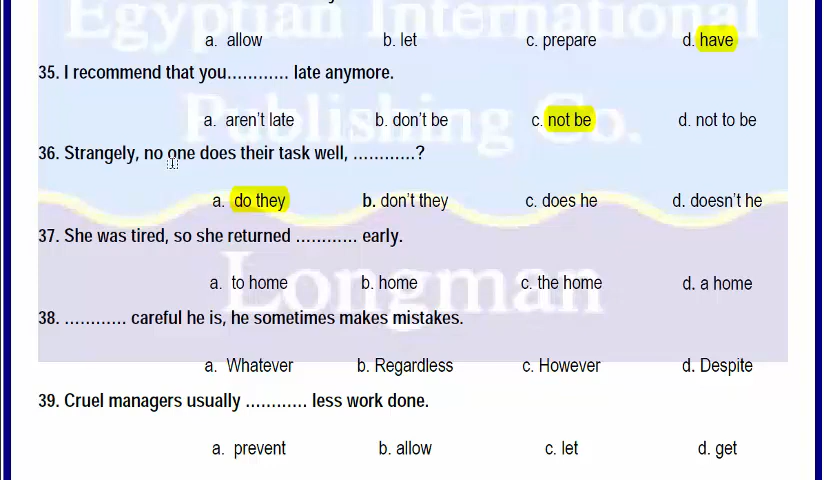 Egyptian International
a. allow b. let c. prepare d. have
35. I recommend that you............ late anymore.
Publishing Co.
a. aren't late b. don't be c. not be d. not to be
36. Strangely, no one does their task well, ............?
a. do they b. don't they c. does he d. doesn't he
37. She was tired, so she returned ............ early.
Longman
a. to home b. home c. the home d. a home
38. ............ careful he is, he sometimes makes mistakes.
a. Whatever b. Regardless c. However d. Despite
39. Cruel managers usually ............ less work done.
a. prevent b. allow c. let d. get